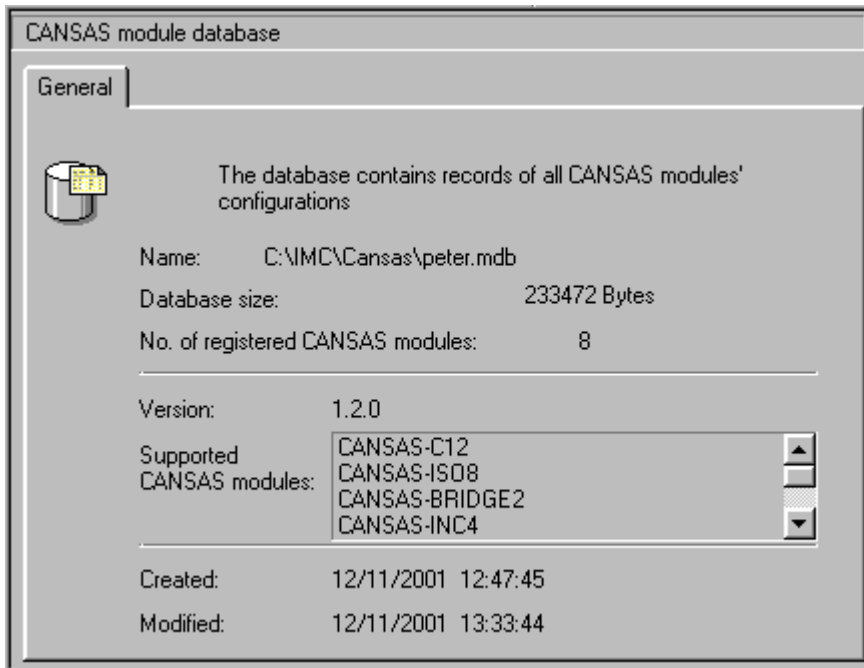 CANSAS module database
General
The database contains records of all CANSAS modules'
configurations
Name: C:\IMC\Cansas\peter.mdb
Database size: 233472 Bytes
No. of registered CANSAS modules: 8
Version: 1.2.0
Supported
CANSAS modules:
CANSAS-C12
CANSAS-ISO8
CANSAS-BRIDGE2
CANSAS-INC4
Created: 12/11/2001 12:47:45
Modified: 12/11/2001 13:33:44